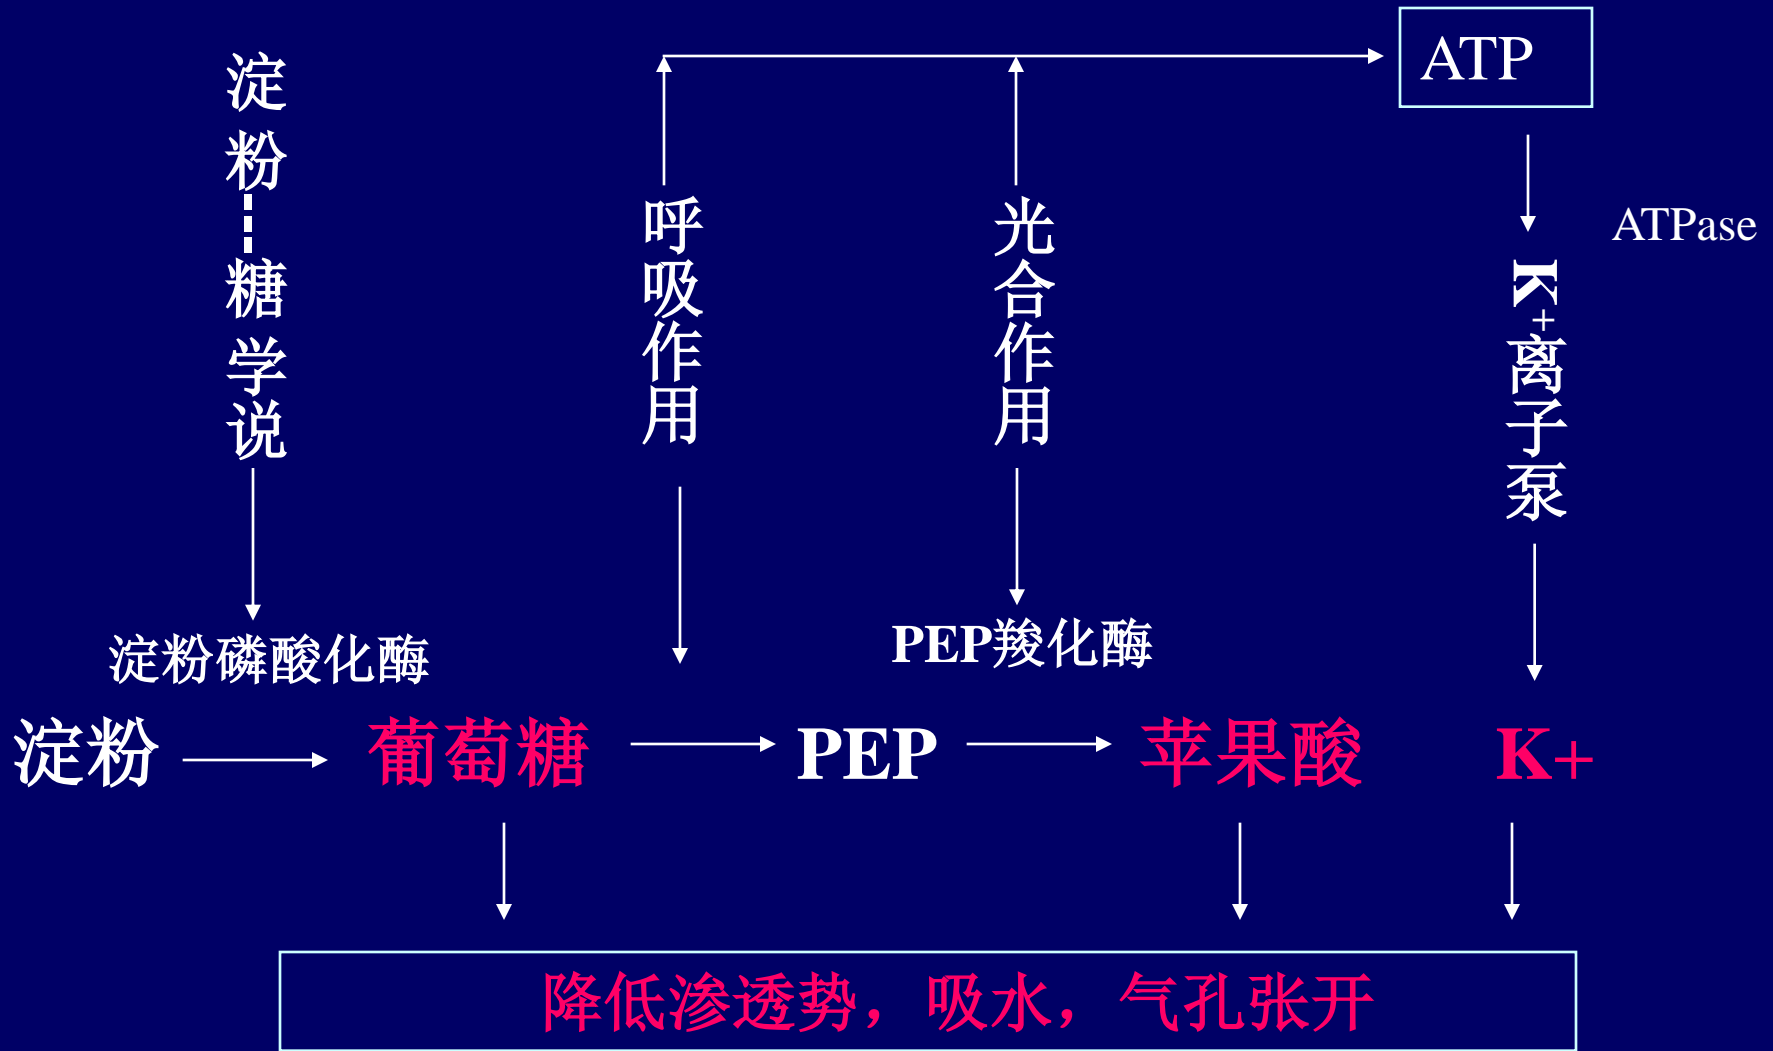 ATP
淀粉---糖学说
呼吸作用
光合作用
ATPase
K+离子泵
淀粉磷酸化酶
PEP羧化酶
淀粉
葡萄糖
PEP
苹果酸
K+
降低渗透势，吸水，气孔张开